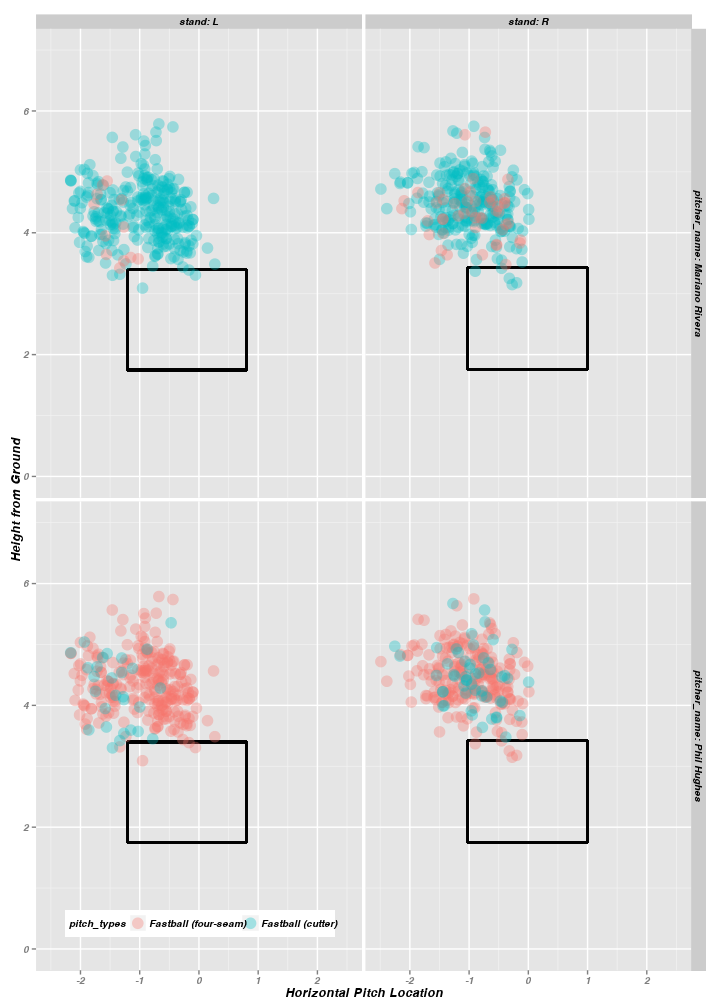 stand: L
stand: R
6
4
2
0
pitcher_name: Mariano Rivera
Height from Ground
6
4
2
0
pitcher_name: Phil Hughes
pitch_types Fastball (four-seam) Fastball (cutter)
-2 -1 0 1 2
-2 -1 0 1 2
Horizontal Pitch Location